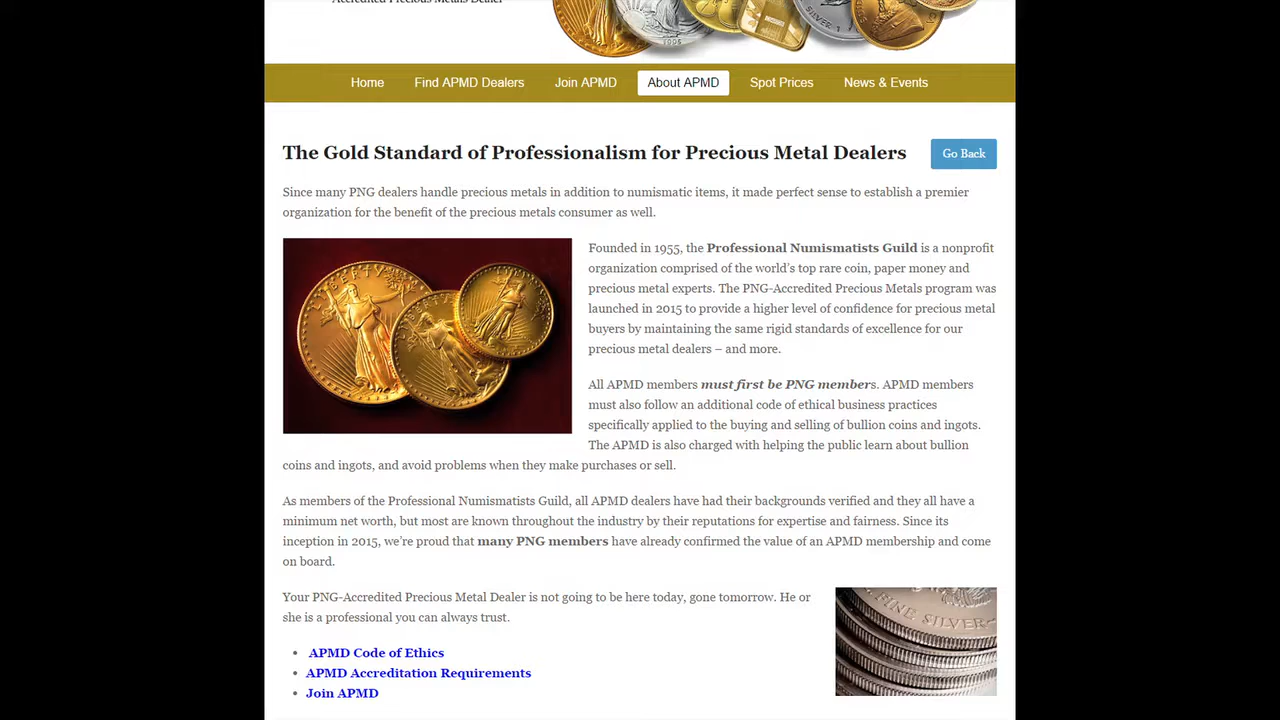 Accredited Precious Metals Dealer
SILVER 1
1995
Home Find APMD Dealers Join APMD About APMD Spot Prices News & Events
The Gold Standard of Professionalism for Precious Metal Dealers
Go Back
Since many PNG dealers handle precious metals in addition to numismatic items, it made perfect sense to establish a premier
organization for the benefit of the precious metals consumer as well.
LIBERTY
Founded in 1955, the Professional Numismatists Guild is a nonprofit
organization comprised of the world's top rare coin, paper money and
precious metal experts. The PNG-Accredited Precious Metals program was
launched in 2015 to provide a higher level of confidence for precious metal
buyers by maintaining the same rigid standards of excellence for our
precious metal dealers – and more.
All APMD members must first be PNG members. APMD members
must also follow an additional code of ethical business practices
specifically applied to the buying and selling of bullion coins and ingots.
The APMD is also charged with helping the public learn about bullion
coins and ingots, and avoid problems when they make purchases or sell.
As members of the Professional Numismatists Guild, all APMD dealers have had their backgrounds verified and they all have a
minimum net worth, but most are known throughout the industry by their reputations for expertise and fairness. Since its
inception in 2015, we're proud that many PNG members have already confirmed the value of an APMD membership and come
on board.
Your PNG-Accredited Precious Metal Dealer is not going to be here today, gone tomorrow. He or
she is a professional you can always trust.
FINE SILVER
• APMD Code of Ethics
• APMD Accreditation Requirements
• Join APMD